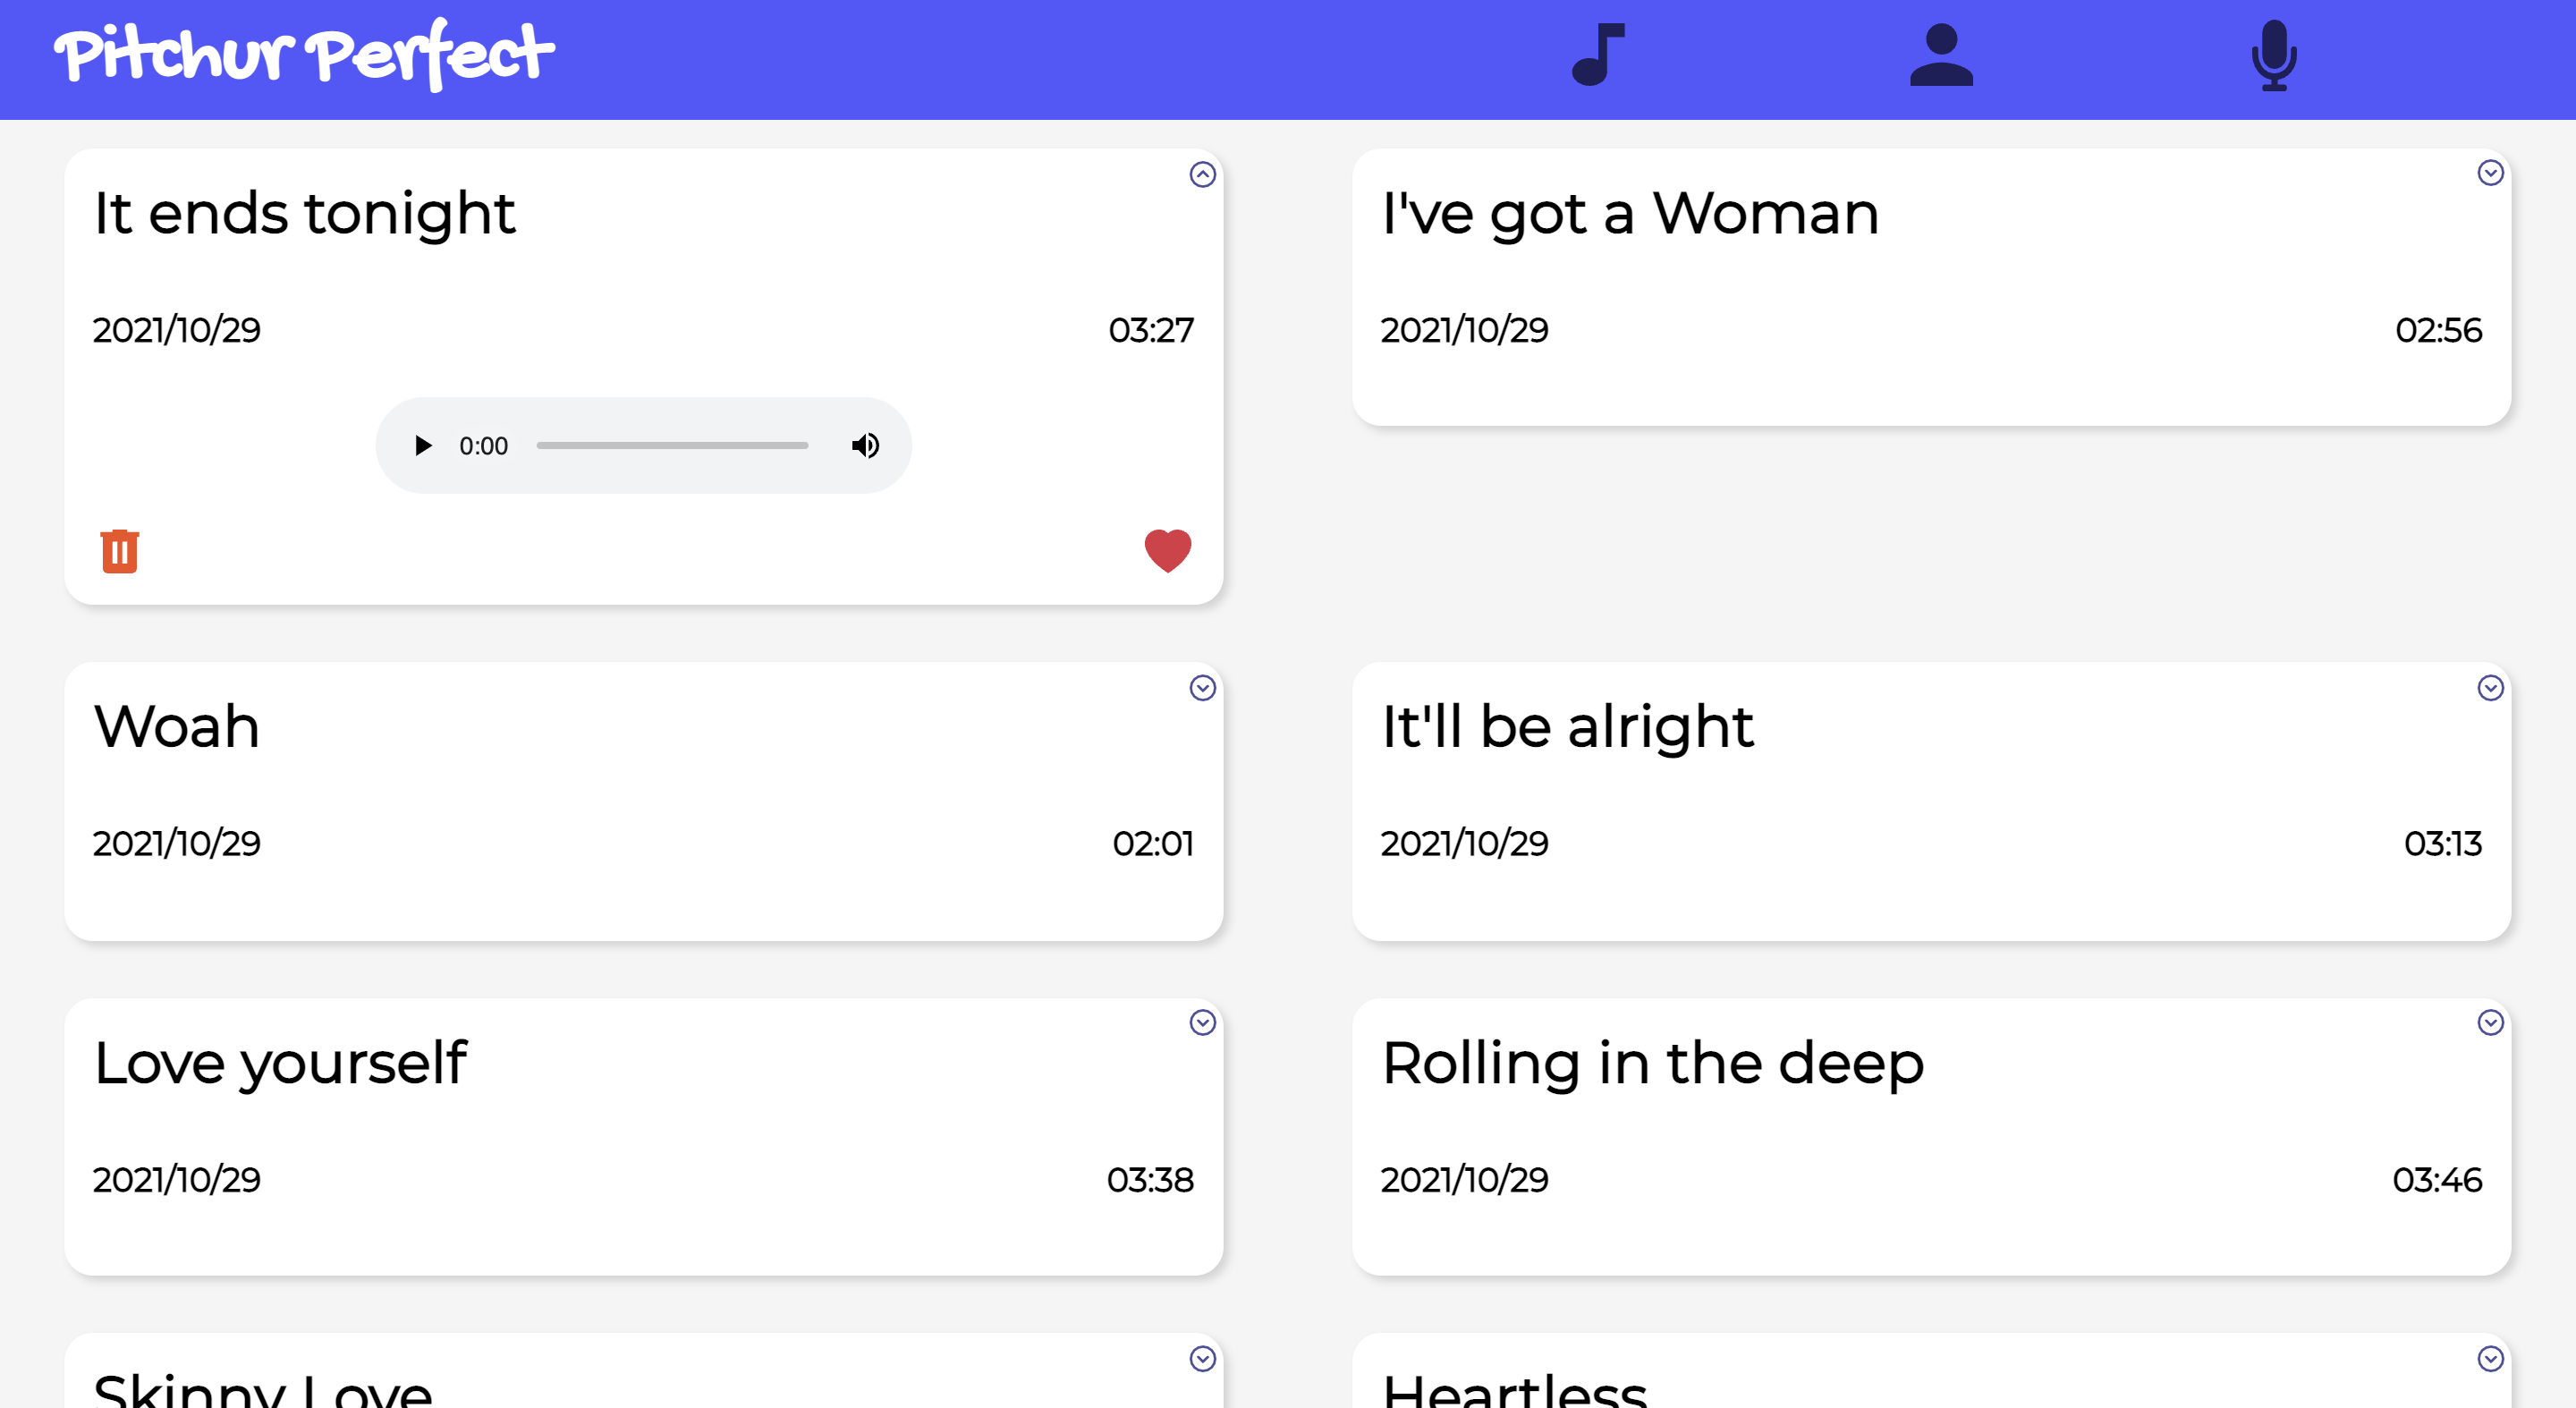 Pitchur Perfect
It ends tonight
2021/10/29
03:27
0:00
I've got a Woman
2021/10/29
02:56
Woah
2021/10/29
02:01
It'll be alright
2021/10/29
03:13
Love yourself
2021/10/29
03:38
Rolling in the deep
2021/10/29
03:46
Skinny Love
Heartless